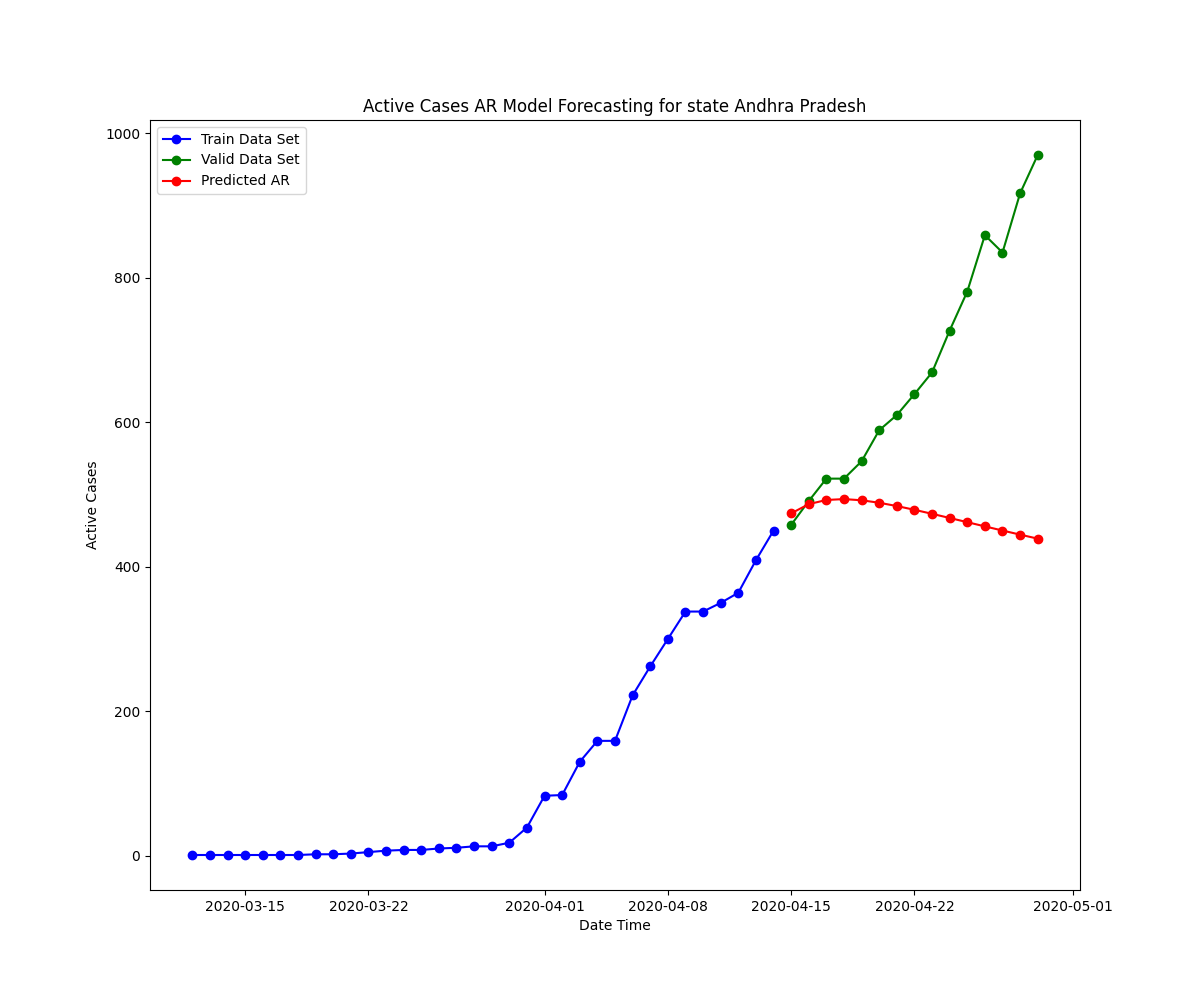 Active Cases AR Model Forecasting for state Andhra Pradesh
Train Data Set
Valid Data Set
Predicted AR
1000
800
600
400
200
0
Active Cases
2020-03-15
2020-03-22
2020-04-01
2020-04-08
2020-04-15
2020-04-22
2020-05-01
Date Time